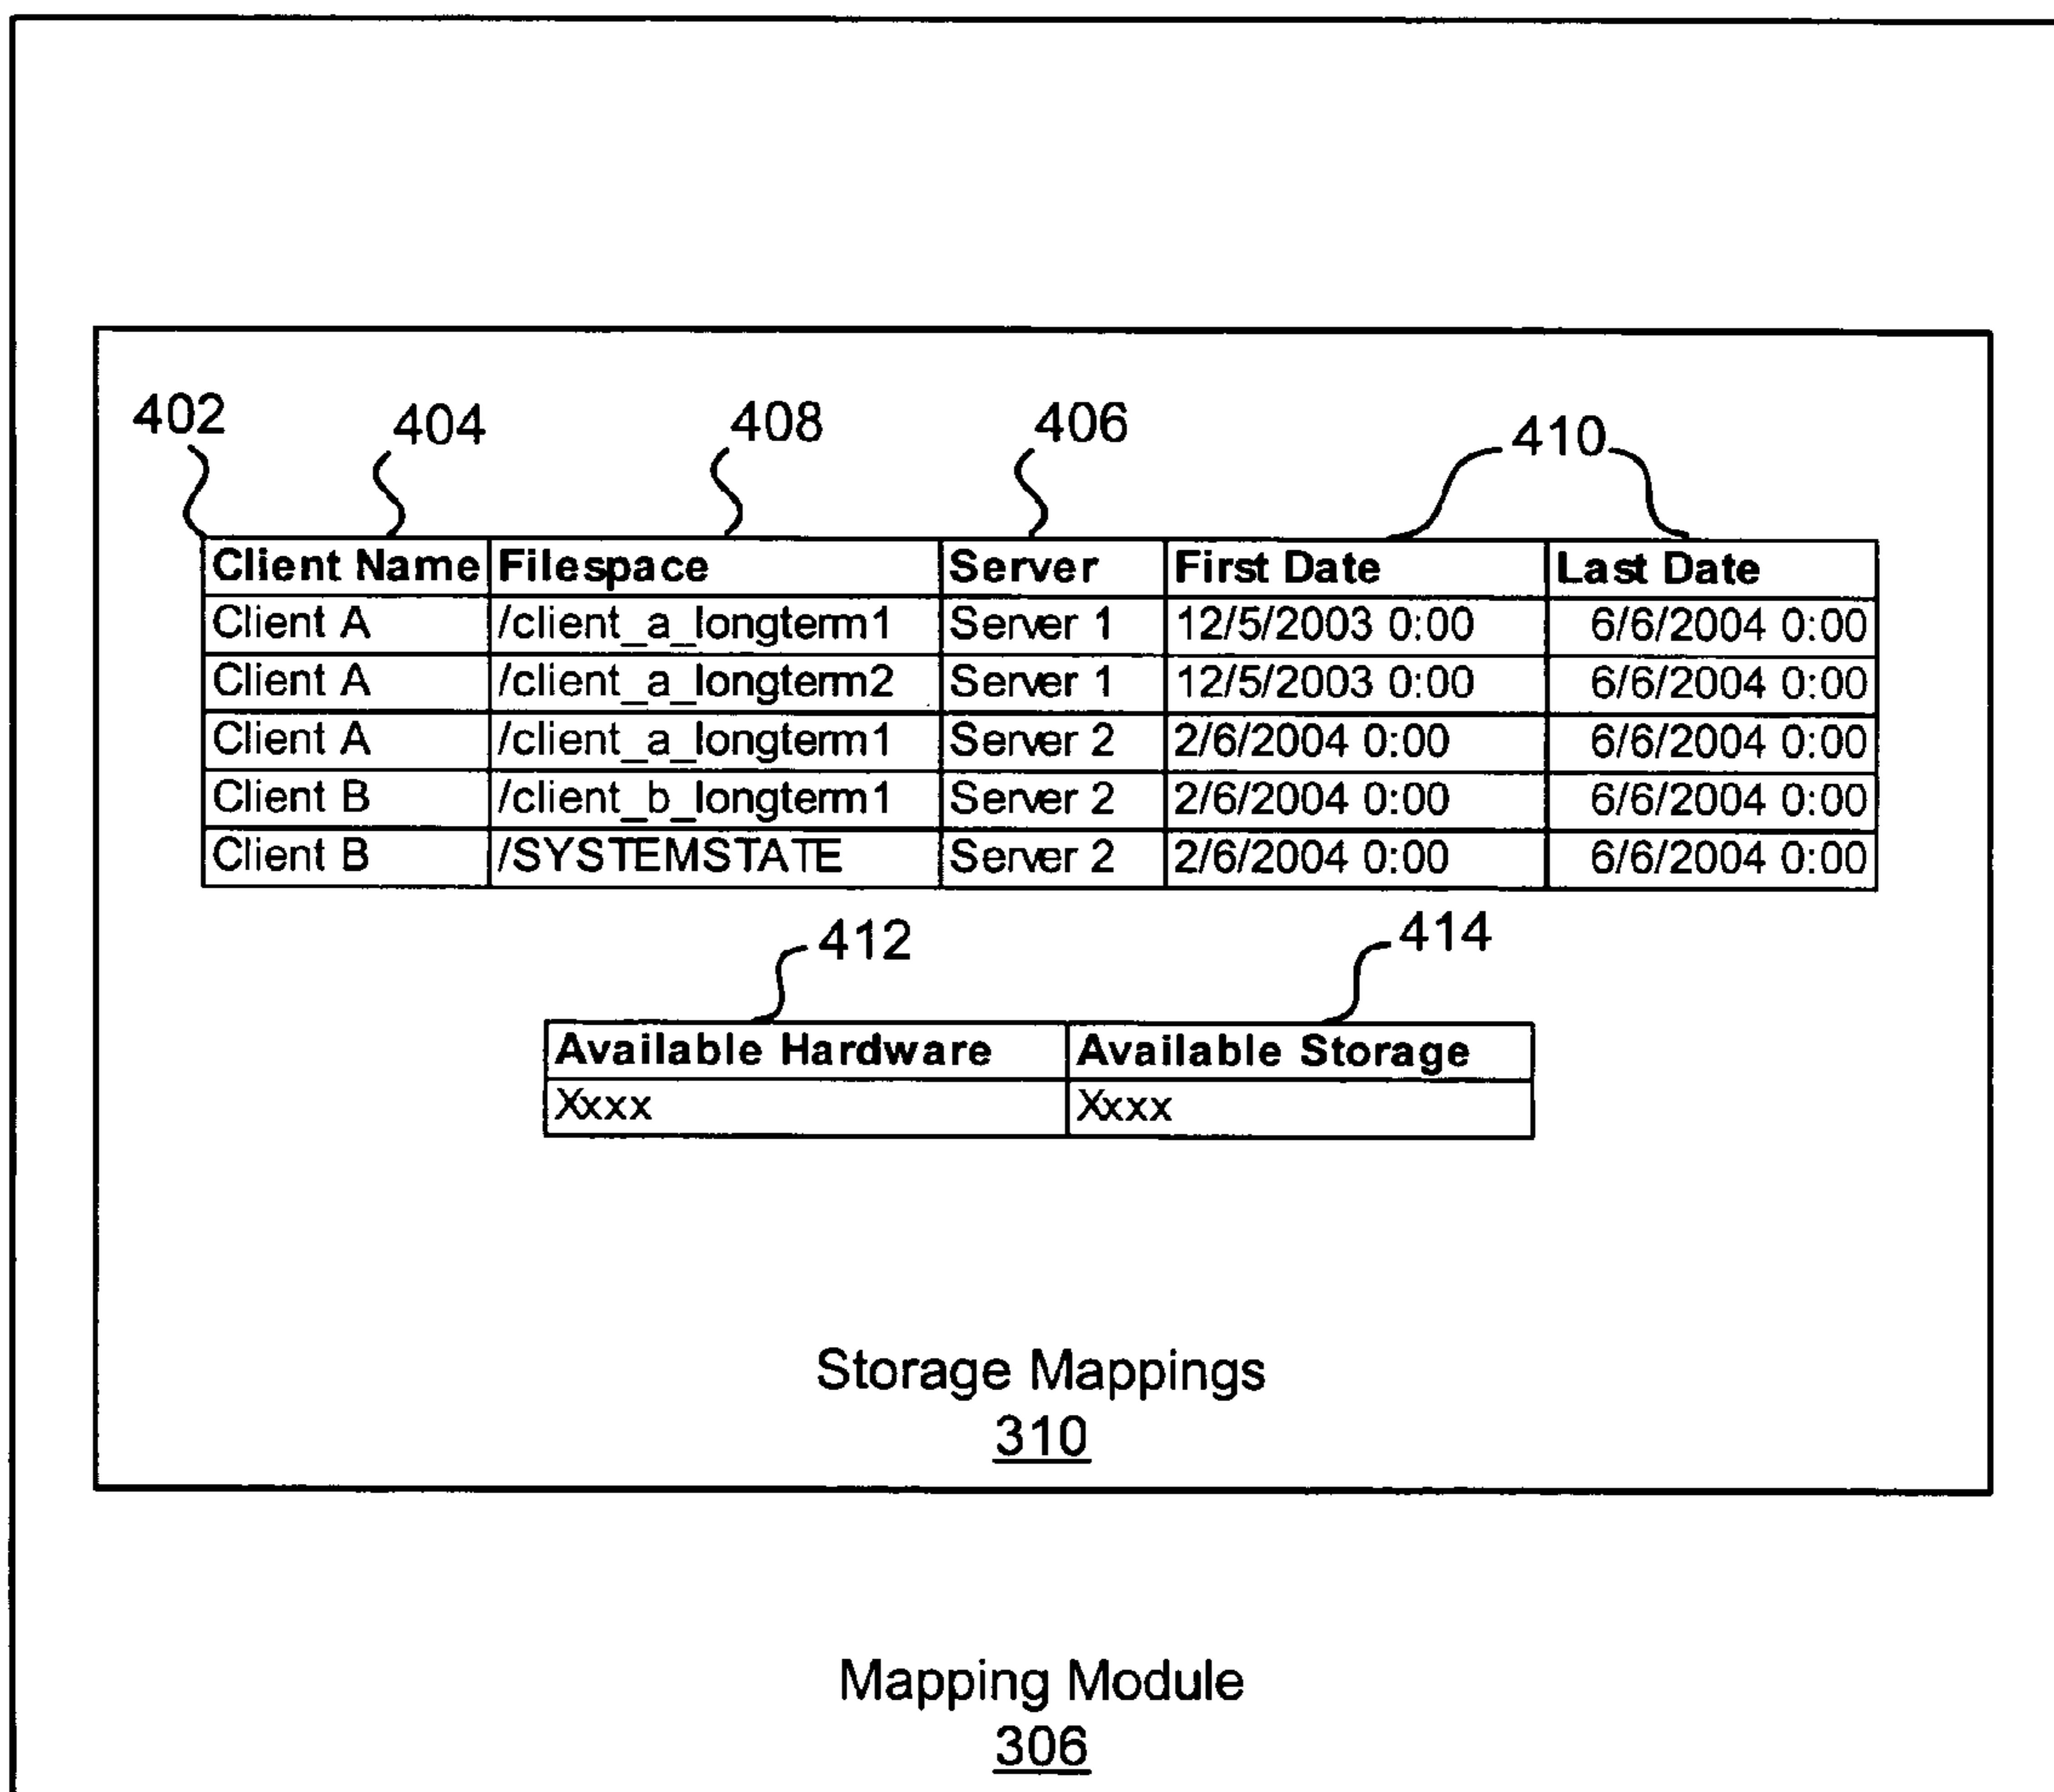 402 404 408 406 410
Client Name Filespace Server First Date Last Date
Client A /client_a_longterm1 Server 1 12/5/2003 0:00 6/6/2004 0:00
Client A /client_a_longterm2 Server 1 12/5/2003 0:00 6/6/2004 0:00
Client A /client_a_longterm1 Server 2 2/6/2004 0:00 6/6/2004 0:00
Client B /client_b_longterm1 Server 2 2/6/2004 0:00 6/6/2004 0:00
Client B /SYSTEMSTATE Server 2 2/6/2004 0:00 6/6/2004 0:00
412 414
Available Hardware Available Storage
Xxxx Xxxx
Storage Mappings
310
Mapping Module
306